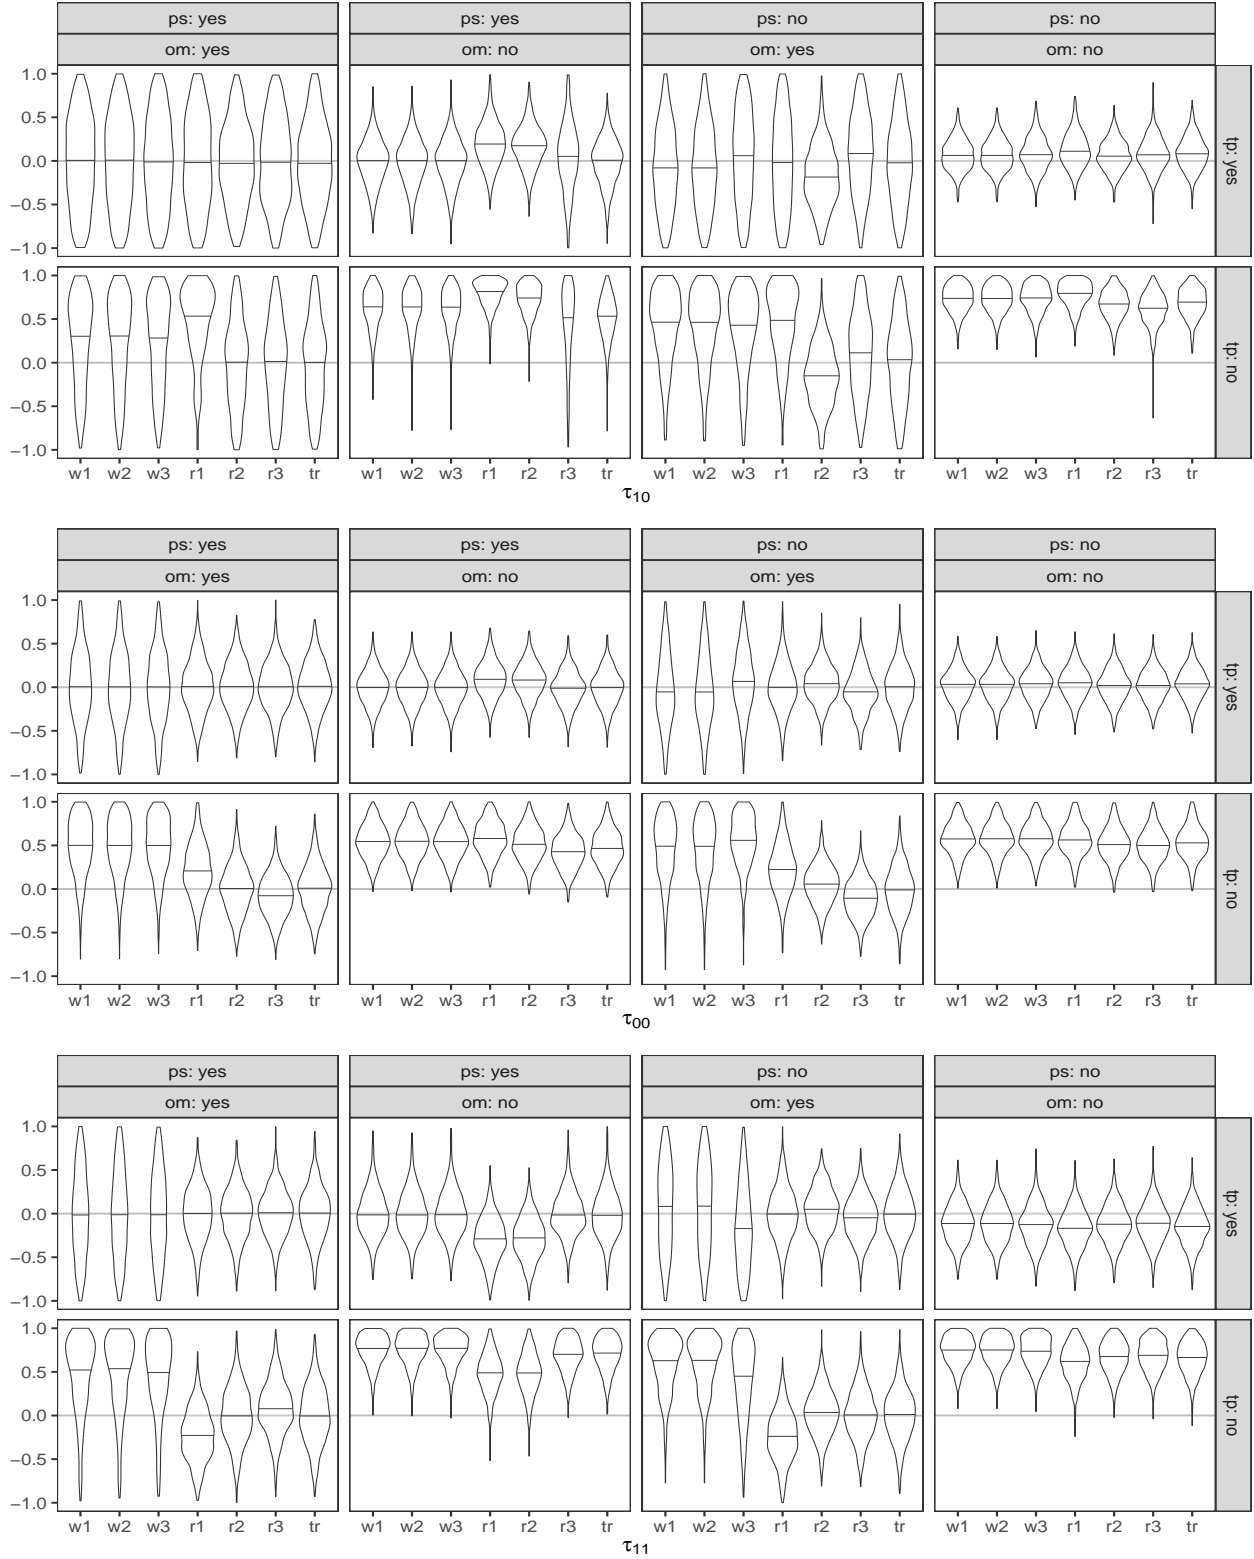 ps: yes ps: yes ps: no ps: no
om: yes om: no om: yes om: no
1.0
0.5
0.0
−0.5
−1.0
tp: yes
1.0
0.5
0.0
−0.5
−1.0
tp: no
w1 w2 w3 r1 r2 r3 tr w1 w2 w3 r1 r2 r3 tr w1 w2 w3 r1 r2 r3 tr w1 w2 w3 r1 r2 r3 tr
τ10
ps: yes ps: yes ps: no ps: no
om: yes om: no om: yes om: no
1.0
0.5
0.0
−0.5
−1.0
tp: yes
1.0
0.5
0.0
−0.5
−1.0
tp: no
w1 w2 w3 r1 r2 r3 tr w1 w2 w3 r1 r2 r3 tr w1 w2 w3 r1 r2 r3 tr w1 w2 w3 r1 r2 r3 tr
τ00
ps: yes ps: yes ps: no ps: no
om: yes om: no om: yes om: no
1.0
0.5
0.0
−0.5
−1.0
tp: yes
1.0
0.5
0.0
−0.5
−1.0
tp: no
w1 w2 w3 r1 r2 r3 tr w1 w2 w3 r1 r2 r3 tr w1 w2 w3 r1 r2 r3 tr w1 w2 w3 r1 r2 r3 tr
τ11